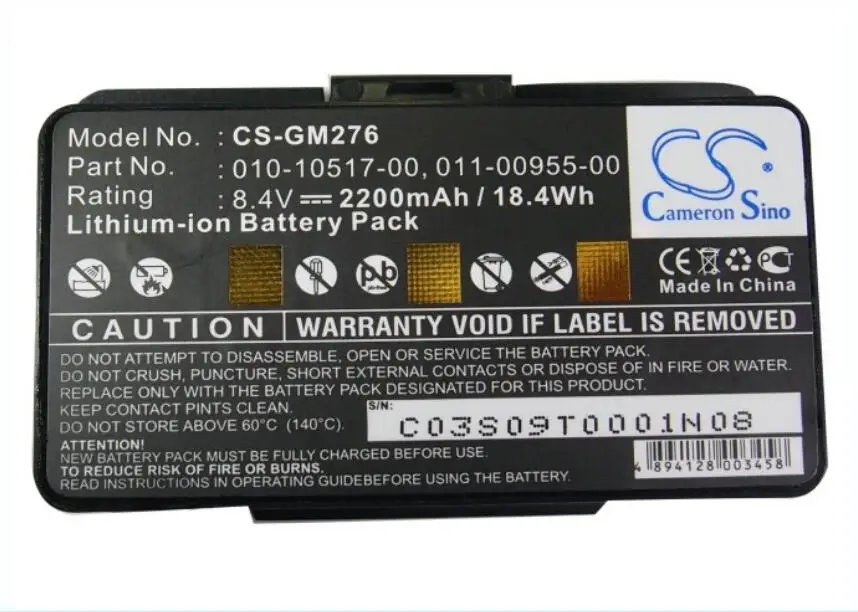 Model No. : CS-GM276
Part No. : 010-10517-00, 011-00955-00
Rating : 8.4V 2200mAh / 18.4Wh
Lithium-ion Battery Pack
CS ®
Cameron Sino
pb
CE PCT
Made In China
CAUTION WARRANTY VOID IF LABEL IS REMOVED
DO NOT ATTEMPT TO DISASSEMBLE, OPEN OR SERVICE THE BATTERY PACK.
DO NOT CRUSH, PUNCTURE, SHORT EXTERNAL CONTACTS OR DISPOSE OF IN FIRE OR WATER.
REPLACE ONLY WITH THE BATTERY PACK DESIGNATED FOR THIS PRODUCT.
KEEP CONTACT PINTS CLEAN.
DO NOT STORE ABOVE 60°C (140°C).
S/N:
C03S09T0001N08
ATTENTION!
NEW BATTERY PACK MUST BE FULLY CHARGED BEFORE USE.
TO REDUCE RISK OF FIRE OR BURNS.
READ INSTRUCTIONS IN OPERATING GUIDEBEFORE USING THE BATTERY.
4 894128 003458